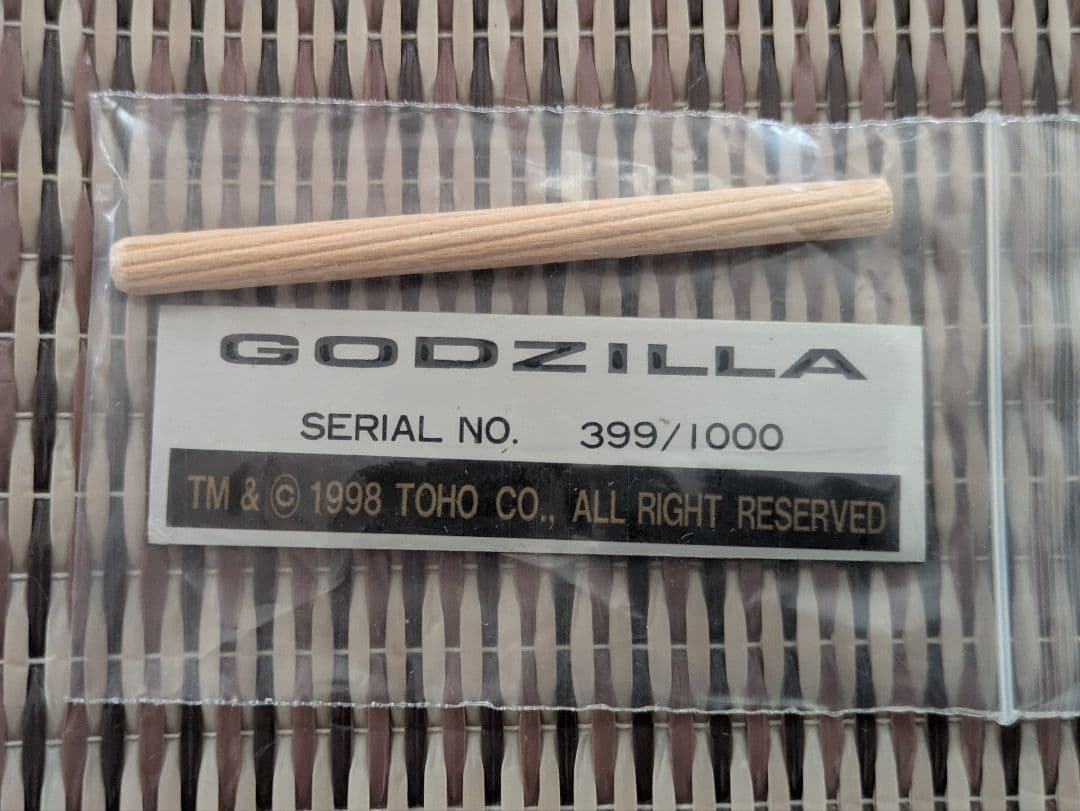 GODZILLA
SERIAL NO. 399/1000
TM & © 1998 TOHO CO., ALL RIGHT RESERVED